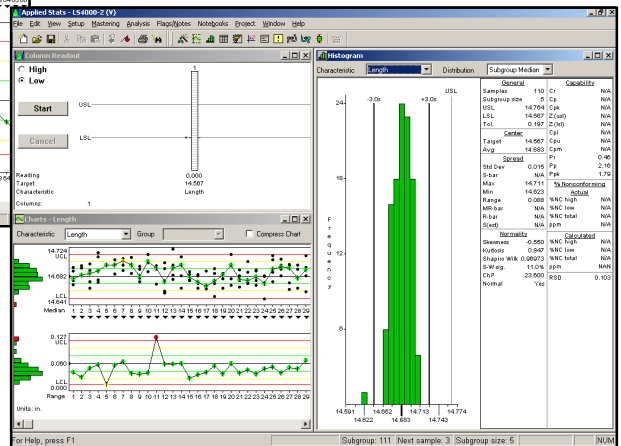 Applied Stats - LS4000-2 (V)
File Edit View Setup Mastering Analysis Flags/Notes Notebooks Project Window Help
Column Readout
High
Low
Start
Cancel
1
USL
LSL
Reading 0.000
Target 14.567
Characteristic Length
Columns: 1
Charts - Length
Characteristic Length Group Compress Chart
14.724
UCL
14.682
LCL
14.641
Median 1 2 3 4 5 6 7 8 9 10 11 12 13 14 15 16 17 18 19 20 21 22 23 24 25 26 27 28 29
0.127
UCL
0.060
LCL
0.000
Range 1 2 3 4 5 6 7 8 9 10 11 12 13 14 15 16 17 18 19 20 21 22 23 24 25 26 27 28 29
Units: in.
Histogram
Characteristic Length Distribution Subgroup Median
-3.0s +3.0s USL
24
18
12
6
Frequency
14.591 14.652 14.713 14.774
14.622 14.683 14.743
General
Samples 110
Subgroup size 5
USL 14.764
LSL 14.567
Tol. 0.197
Center
Target 14.567
Avg 14.683
Spread
Std Dev 0.015
S-bar N/A
Max 14.711
Min 14.623
Range 0.088
MR-bar N/A
R-bar N/A
S(est) N/A
Normality
Skewness -0.550
Kurtosis 0.847
Shapiro Wilk 0.96973
S-W sig. 11.0%
Chi² 23.500
Normal Yes
Capability
Cr N/A
Cp N/A
Cpk N/A
Z (usl) N/A
Z (lsl) N/A
Cpl N/A
Cpu N/A
Cpm N/A
Pr 0.46
Pp 2.16
Ppk 1.79
% Nonconforming
Actual
%NC high N/A
%NC low N/A
%NC total N/A
ppm N/A
Calculated
%NC high N/A
%NC low N/A
%NC total N/A
ppm NAN
RSD 0.103
For Help, press F1
Subgroup: 111 Next sample: 3 Subgroup size: 5 NUM